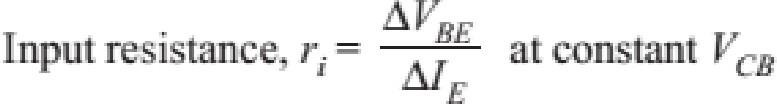 Input resistance, r_i = ΔV_BE / ΔI_E at constant V_CB